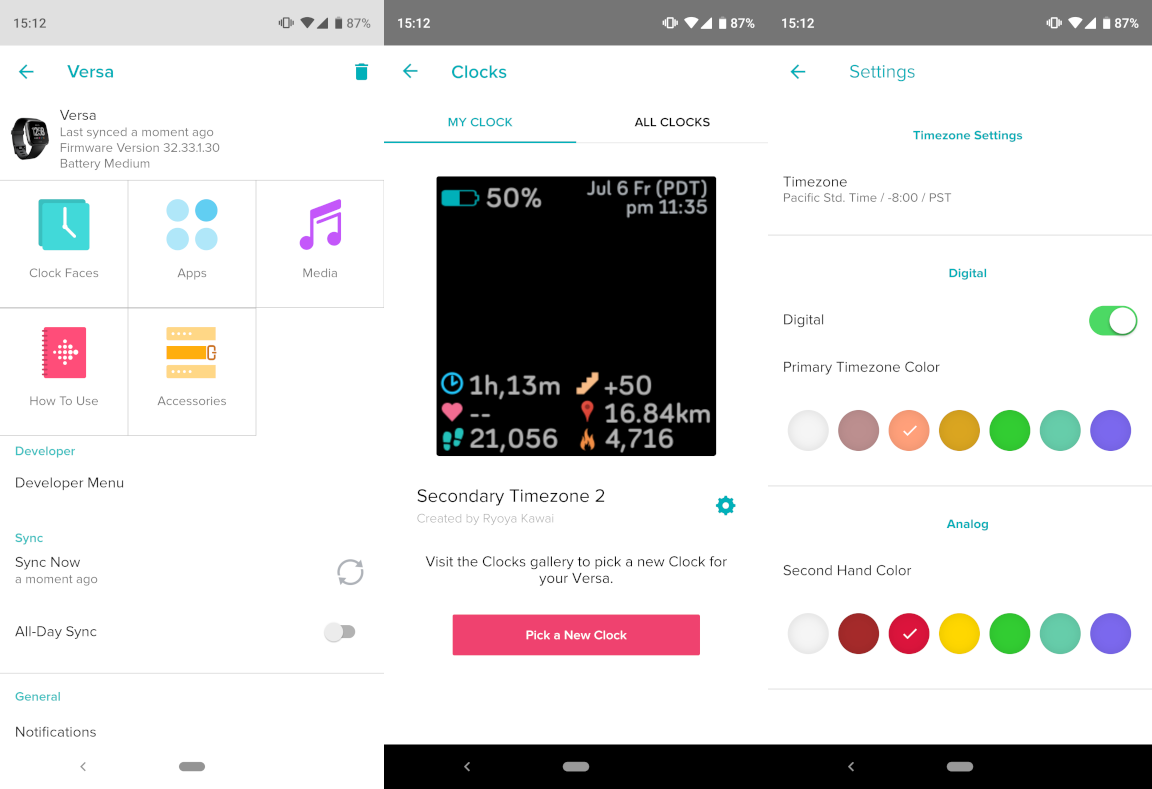 15:12
87%
Versa
Versa
Last synced a moment ago
Firmware Version 32.33.1.30
Battery Medium
Clock Faces
Apps
Media
How To Use
Accessories
Developer
Developer Menu
Sync
Sync Now
a moment ago
All-Day Sync
General
Notifications
15:12
87%
Clocks
MY CLOCK
ALL CLOCKS
50%
Jul 6 Fr (PDT)
pm 11:35
1h,13m
+50
--
16.84km
21,056
4,716
Secondary Timezone 2
Created by Ryoya Kawai
Visit the Clocks gallery to pick a new Clock for
your Versa.
Pick a New Clock
15:12
87%
Settings
Timezone Settings
Timezone
Pacific Std. Time / -8:00 / PST
Digital
Digital
Primary Timezone Color
Analog
Second Hand Color